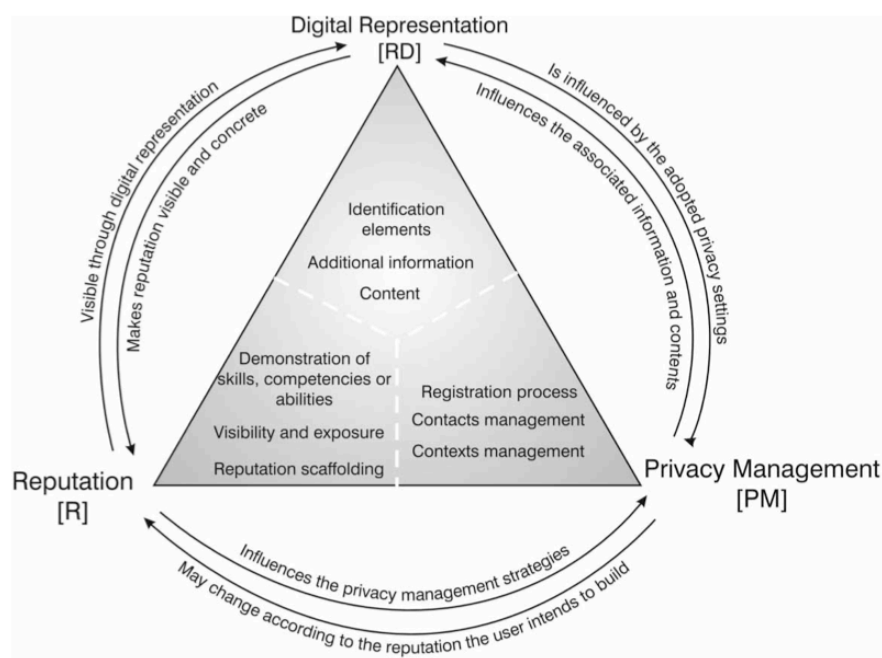 Digital Representation
[RD]
Visible through digital representation
Makes reputation visible and concrete
Is influenced by the adopted privacy settings
Influences the associated information and contents
Identification
elements
Additional information
Content
Demonstration of
skills, competencies or
abilities
Visibility and exposure
Reputation scaffolding
Registration process
Contacts management
Contexts management
Reputation
[R]
Privacy Management
[PM]
Influences the privacy management strategies
May change according to the reputation the user intends to build